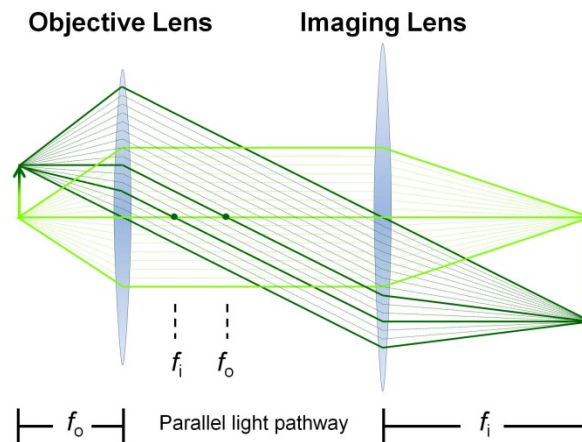 Objective Lens Imaging Lens
fi fo
fo Parallel light pathway fi